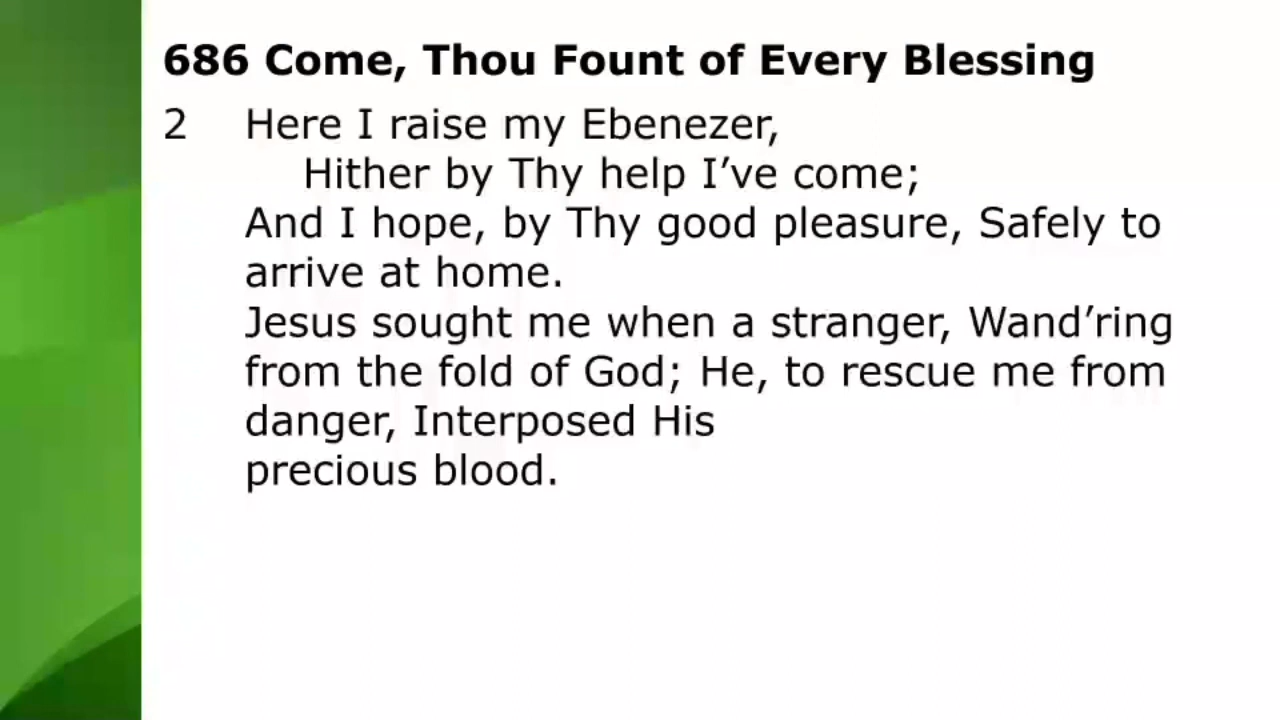 686 Come, Thou Fount of Every Blessing
2 Here I raise my Ebenezer,
Hither by Thy help I’ve come;
And I hope, by Thy good pleasure, Safely to
arrive at home.
Jesus sought me when a stranger, Wand’ring
from the fold of God; He, to rescue me from
danger, Interposed His
precious blood.